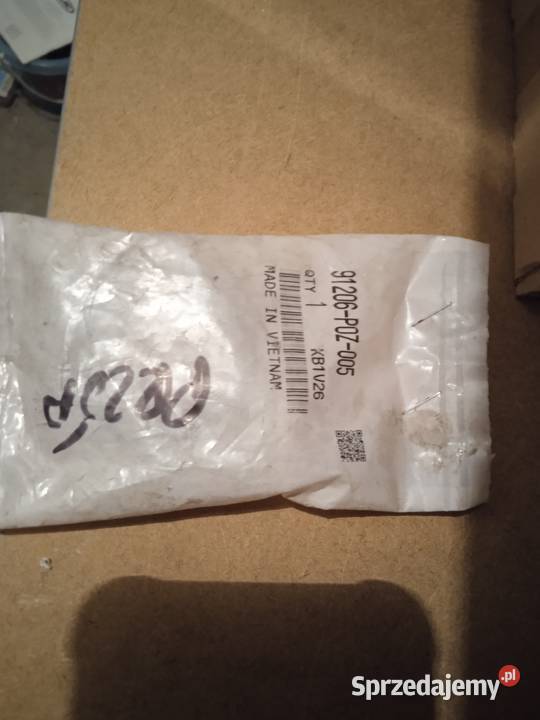 91206-P0Z-005
QTY 1 XB1V26
MADE IN VIETNAM
Sprzedajemy.pl